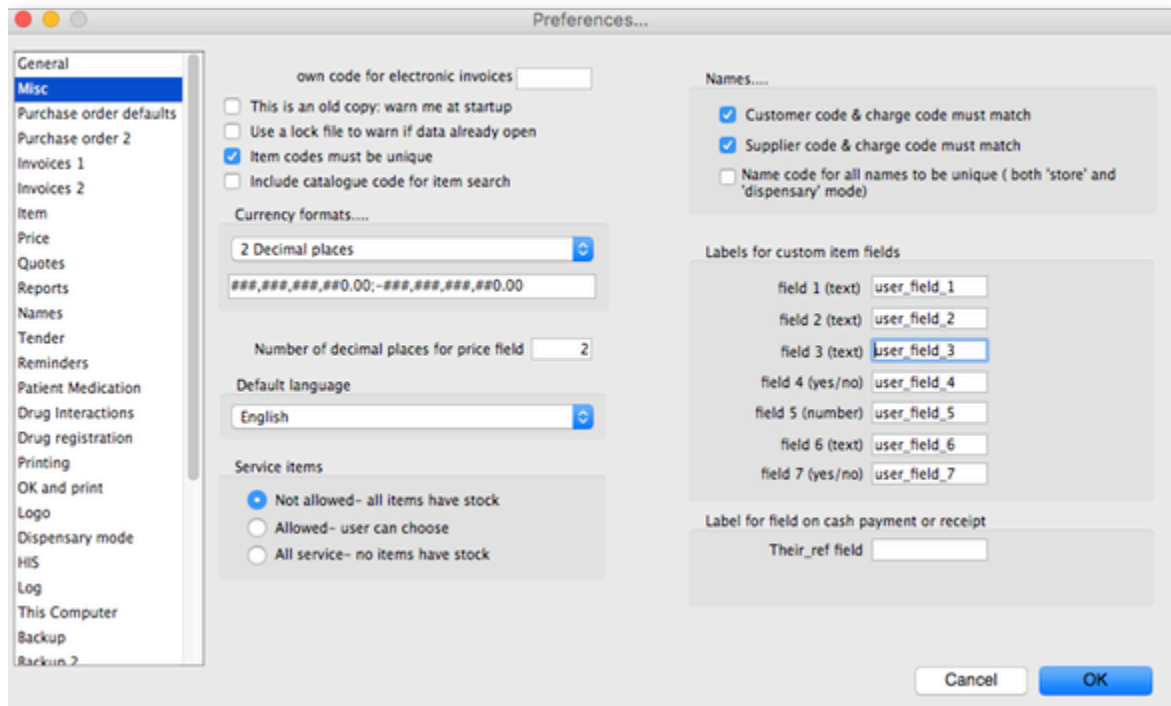 Preferences...
General
Misc
Purchase order defaults
Purchase order 2
Invoices 1
Invoices 2
Item
Price
Quotes
Reports
Names
Tender
Reminders
Patient Medication
Drug Interactions
Drug registration
Printing
OK and print
Logo
Dispensary mode
HIS
Log
This Computer
Backup
Backup 2
own code for electronic invoices
This is an old copy: warn me at startup
Use a lock file to warn if data already open
Item codes must be unique
Include catalogue code for item search
Currency formats....
2 Decimal places
###,###,###,##0.00;-###,###,###,##0.00
Number of decimal places for price field 2
Default language
English
Service items
Not allowed- all items have stock
Allowed- user can choose
All service- no items have stock
Names....
Customer code & charge code must match
Supplier code & charge code must match
Name code for all names to be unique ( both 'store' and
'dispensary' mode)
Labels for custom item fields
field 1 (text) user_field_1
field 2 (text) user_field_2
field 3 (text) user_field_3
field 4 (yes/no) user_field_4
field 5 (number) user_field_5
field 6 (text) user_field_6
field 7 (yes/no) user_field_7
Label for field on cash payment or receipt
Their_ref field
Cancel
OK